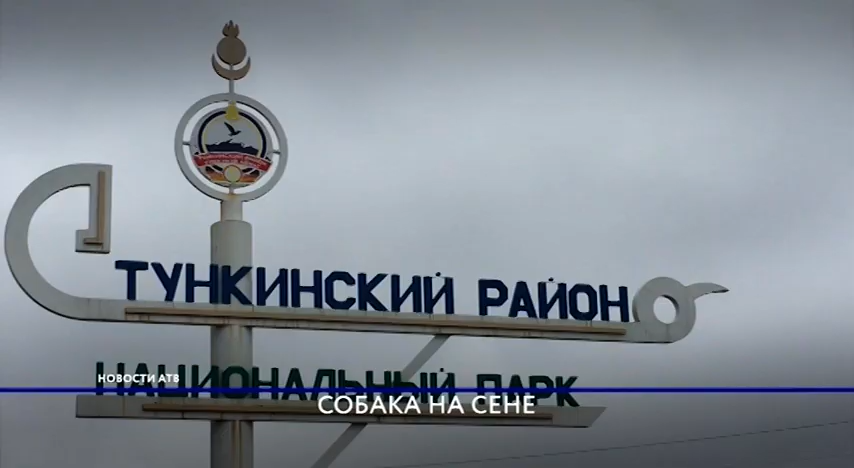 ТУНКИНСКИЙ РАЙОН
НАЦИОНАЛЬНЫЙ ПАРК
НОВОСТИ АТВ
СОБАКА НА СЕНЕ